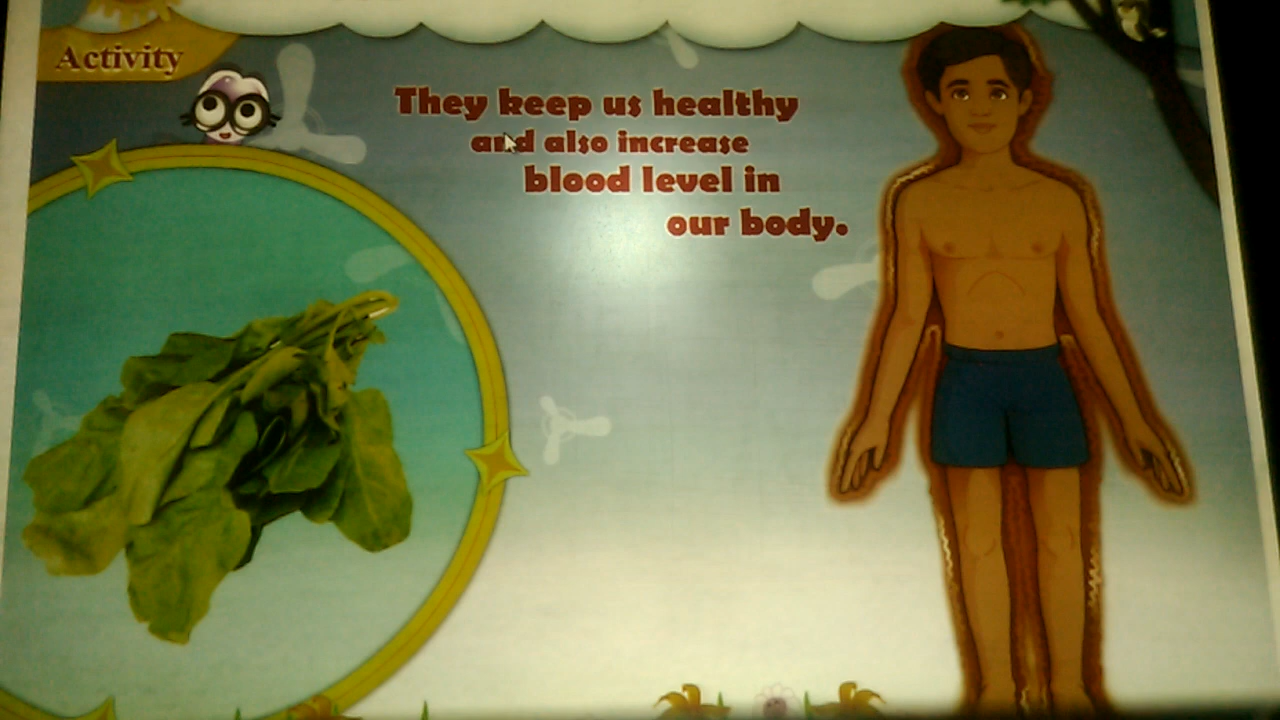 Activity
They keep us healthy
and also increase
blood level in
our body.